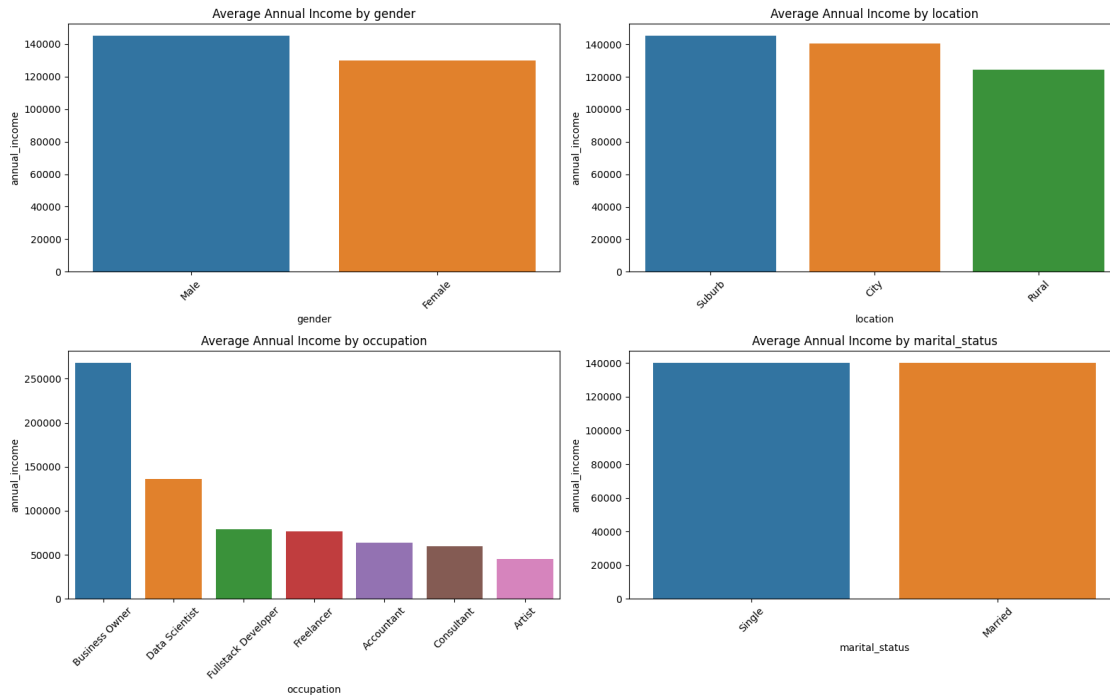 Average Annual Income by gender
annual_income
140000
120000
100000
80000
60000
40000
20000
0
Male
Female
gender
Average Annual Income by location
annual_income
140000
120000
100000
80000
60000
40000
20000
0
Suburb
City
Rural
location
Average Annual Income by occupation
annual_income
250000
200000
150000
100000
50000
0
Business Owner
Data Scientist
Fullstack Developer
Freelancer
Accountant
Consultant
Artist
occupation
Average Annual Income by marital_status
annual_income
140000
120000
100000
80000
60000
40000
20000
0
Single
Married
marital_status